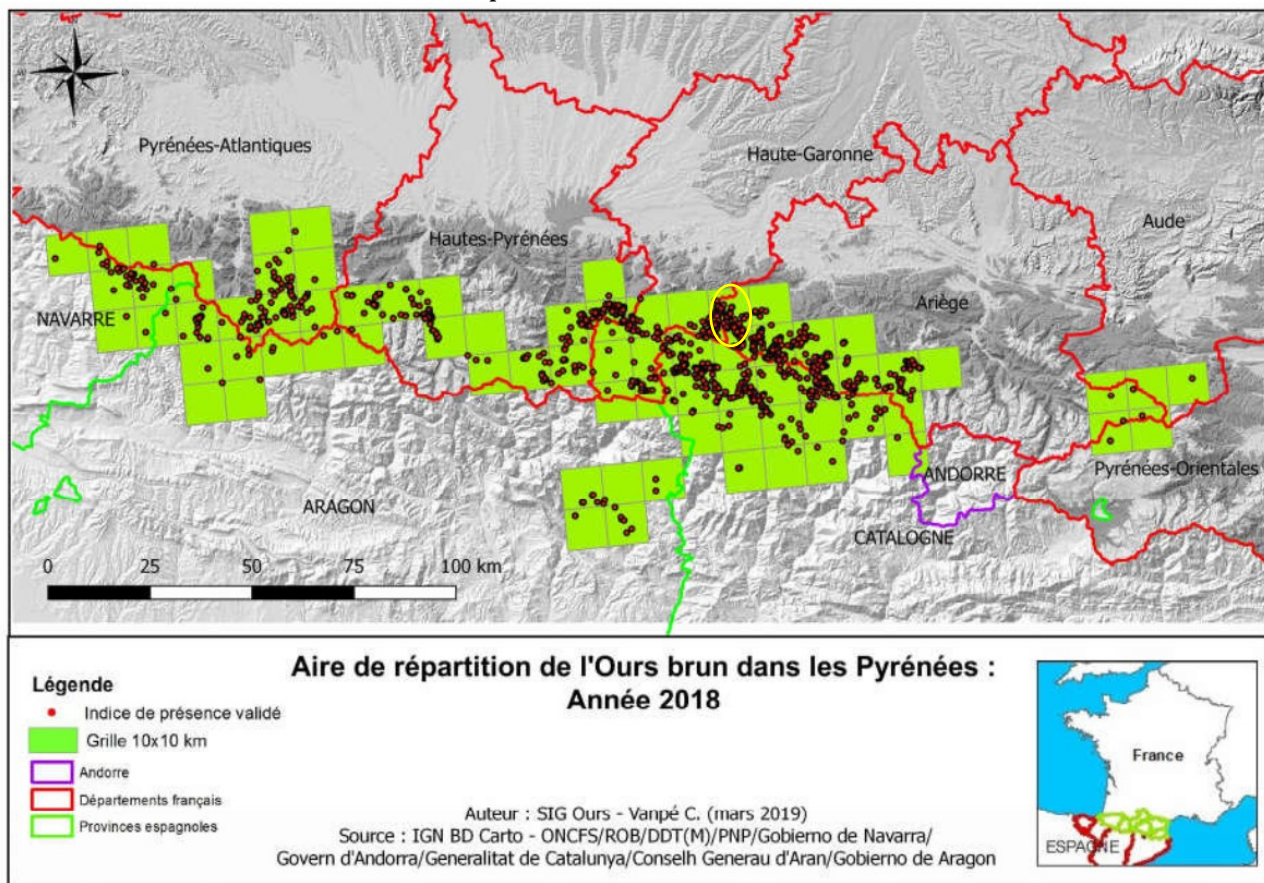 Pyrénées-Atlantiques
Haute-Garonne
Aude
Hautes-Pyrénées
Ariège
NAVARRE
ANDORRE
Pyrénées-Orientales
ARAGON
CATALOGNE
0 25 50 75 100 km
Aire de répartition de l'Ours brun dans les Pyrénées :
Année 2018
Légende
Indice de présence validé
Grille 10x10 km
Andorre
Départements français
Provinces espagnoles
Auteur : SIG Ours - Vanpé C. (mars 2019)
Source : IGN BD Carto - ONCFS/ROB/DDT(M)/PNP/Gobierno de Navarra/
Govern d'Andorra/Generalitat de Catalunya/Conselh Generau d'Aran/Gobierno de Aragon
France
ESPAGNE